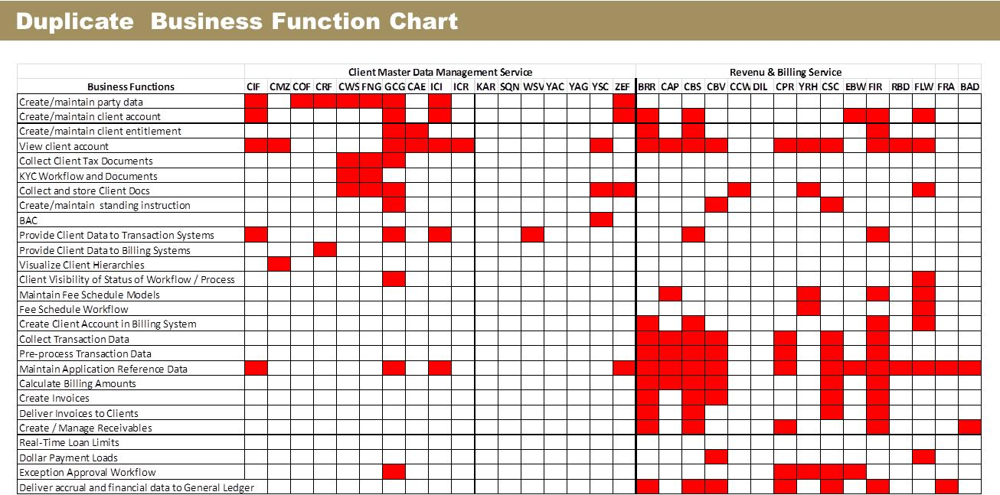 Duplicate Business Function Chart
Client Master Data Management Service Revenu & Billing Service
Business Functions CIF CMZ COF CRF CWS FNG GCG CAE ICI ICR KAR SQN WSV YAC YAG YSC ZEF BRR CAP CBS CBV CCW DIL CPR YRH CSC EBW FIR RBD FLW FRA BAD
Create/maintain party data
Create/maintain client account
Create/maintain client entitlement
View client account
Collect Client Tax Documents
KYC Workflow and Documents
Collect and store Client Docs
Create/maintain standing instruction
BAC
Provide Client Data to Transaction Systems
Provide Client Data to Billing Systems
Visualize Client Hierarchies
Client Visibility of Status of Workflow / Process
Maintain Fee Schedule Models
Fee Schedule Workflow
Create Client Account in Billing System
Collect Transaction Data
Pre-process Transaction Data
Maintain Application Reference Data
Calculate Billing Amounts
Create Invoices
Deliver Invoices to Clients
Create / Manage Receivables
Real-Time Loan Limits
Dollar Payment Loads
Exception Approval Workflow
Deliver accrual and financial data to General Ledger